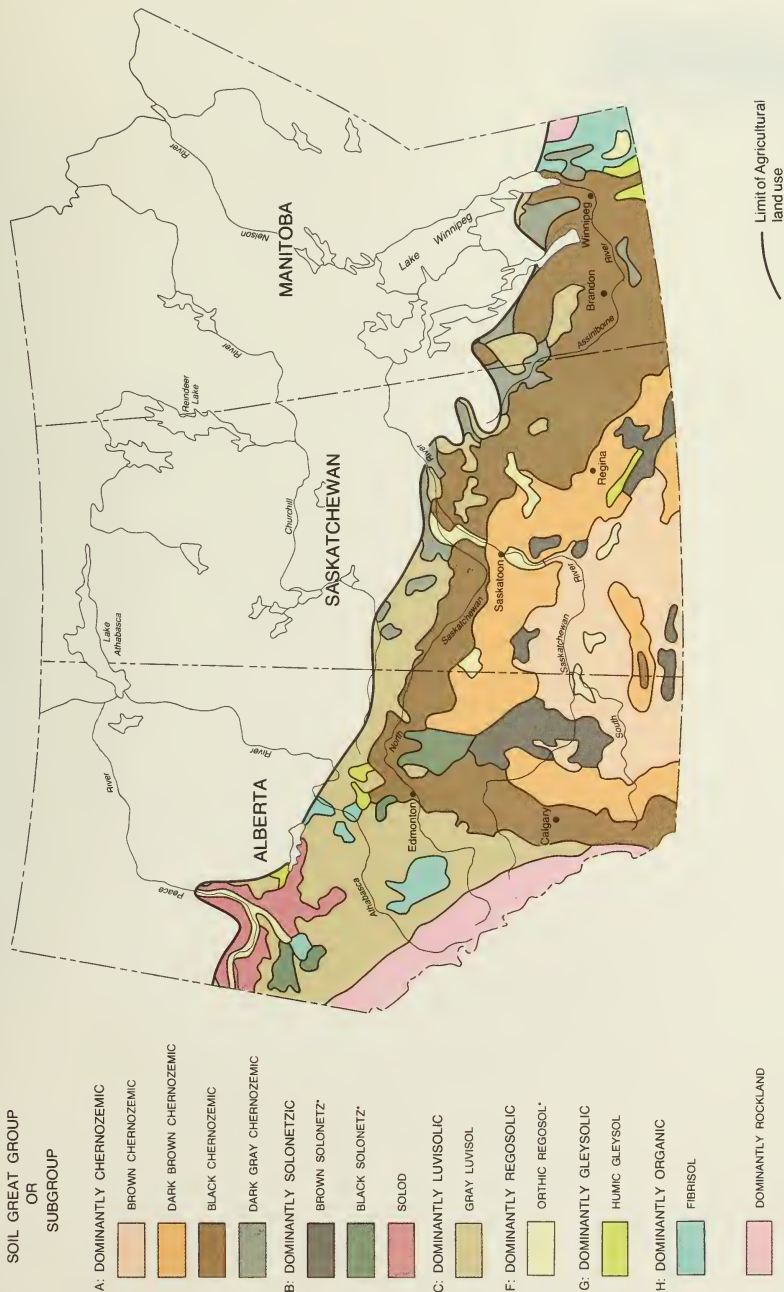 SOIL GREAT GROUP
OR
SUBGROUP
A: DOMINANTLY CHERNOZEMIC
BROWN CHERNOZEMIC
DARK BROWN CHERNOZEMIC
BLACK CHERNOZEMIC
DARK GRAY CHERNOZEMIC
B: DOMINANTLY SOLONETZIC
BROWN SOLONETZ*
BLACK SOLONETZ*
SOLOD
C: DOMINANTLY LUVISOLIC
GRAY LUVISOL
F: DOMINANTLY REGOSOLIC
ORTHIC REGOSOL*
G: DOMINANTLY GLEYSOLIC
HUMIC GLEYSOL
H: DOMINANTLY ORGANIC
FIBRISOL
DOMINANTLY ROCKLAND
ALBERTA
Peace
River
Lake
Athabasca
River
Athabasca
Edmonton
Calgary
North
Saskatchewan
River
South
Saskatchewan
River
SASKATCHEWAN
Reindeer
Lake
Churchill
River
Saskatoon
Regina
MANITOBA
Nelson
River
Lake
Winnipeg
Assiniboine
River
Brandon
Winnipeg
Limit of Agricultural
land use